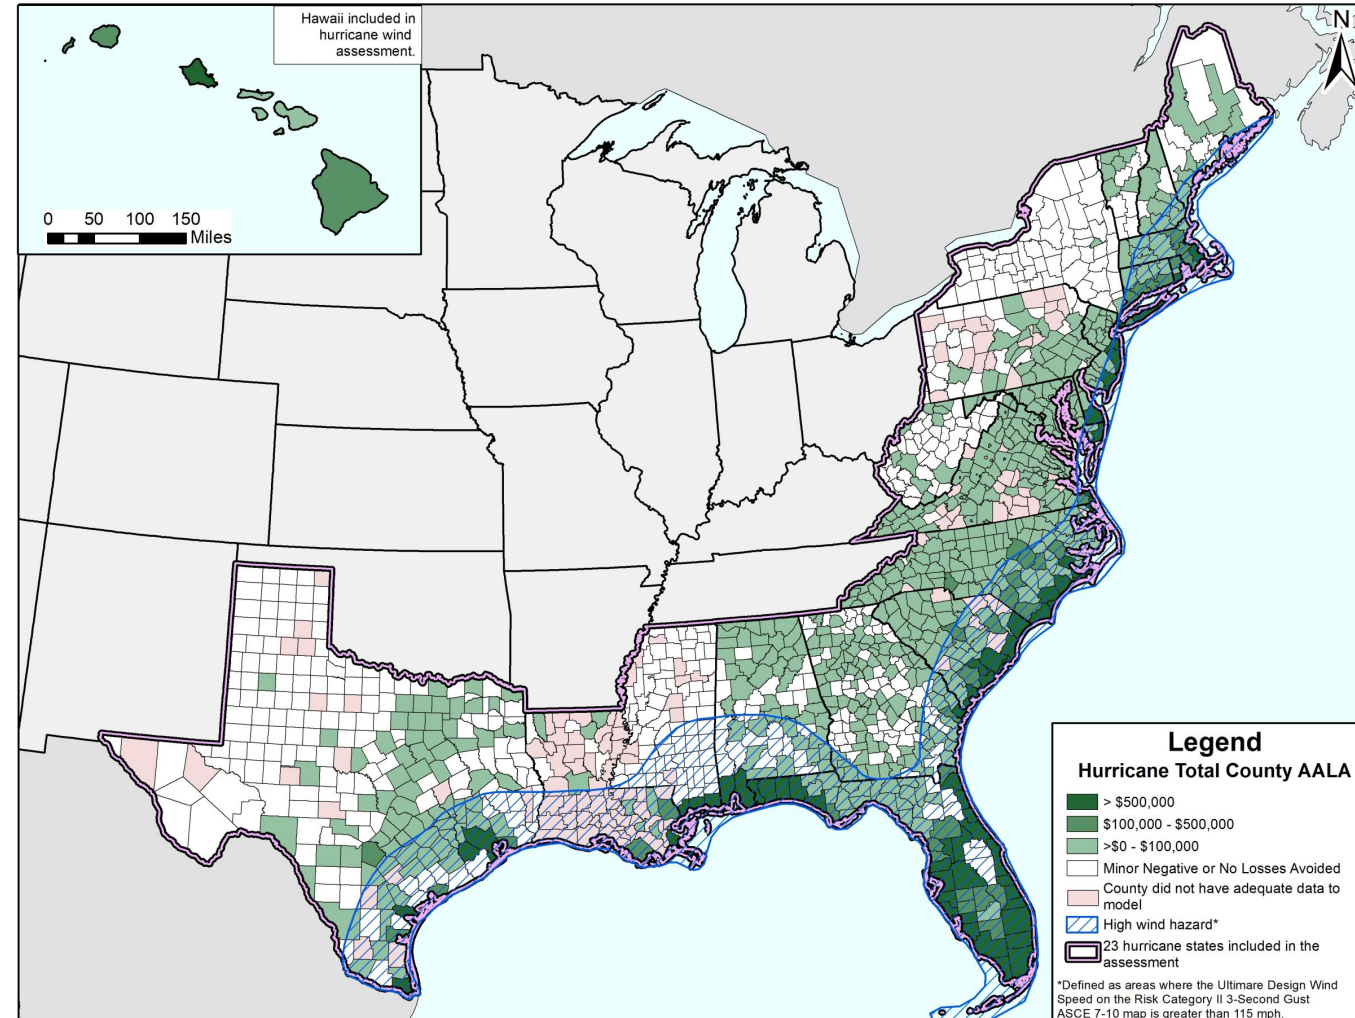 Hawaii included in
hurricane wind
assessment.
N
0 50 100 150
Miles
Legend
Hurricane Total County AALA
> $500,000
$100,000 - $500,000
>$0 - $100,000
Minor Negative or No Losses Avoided
County did not have adequate data to
model
High wind hazard*
23 hurricane states included in the
assessment
*Defined as areas where the Ultimare Design Wind
Speed on the Risk Category II 3-Second Gust
ASCE 7-10 map is greater than 115 mph.